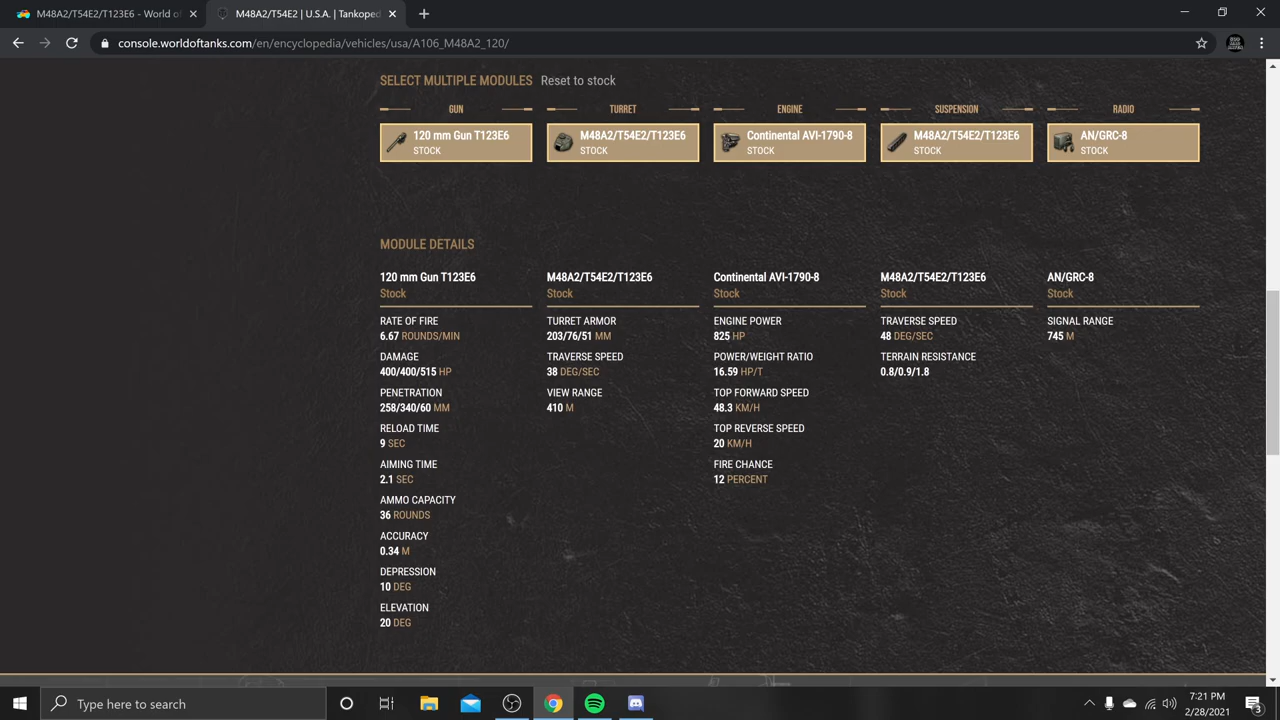 M48A2/T54E2/T123E6 - World of
M48A2/T54E2 | U.S.A. | Tankoped
console.worldoftanks.com/en/encyclopedia/vehicles/usa/A106_M48A2_120/
SELECT MULTIPLE MODULES Reset to stock
GUN TURRET ENGINE SUSPENSION RADIO
120 mm Gun T123E6 M48A2/T54E2/T123E6 Continental AVI-1790-8 M48A2/T54E2/T123E6 AN/GRC-8
STOCK STOCK STOCK STOCK STOCK
MODULE DETAILS
120 mm Gun T123E6
Stock
RATE OF FIRE
6.67 ROUNDS/MIN
DAMAGE
400/400/515 HP
PENETRATION
258/340/60 MM
RELOAD TIME
9 SEC
AIMING TIME
2.1 SEC
AMMO CAPACITY
36 ROUNDS
ACCURACY
0.34 M
DEPRESSION
10 DEG
ELEVATION
20 DEG
M48A2/T54E2/T123E6
Stock
TURRET ARMOR
203/76/51 MM
TRAVERSE SPEED
38 DEG/SEC
VIEW RANGE
410 M
Continental AVI-1790-8
Stock
ENGINE POWER
825 HP
POWER/WEIGHT RATIO
16.59 HP/T
TOP FORWARD SPEED
48.3 KM/H
TOP REVERSE SPEED
20 KM/H
FIRE CHANCE
12 PERCENT
M48A2/T54E2/T123E6
Stock
TRAVERSE SPEED
48 DEG/SEC
TERRAIN RESISTANCE
0.8/0.9/1.8
AN/GRC-8
Stock
SIGNAL RANGE
745 M
Type here to search
7:21 PM
2/28/2021
3